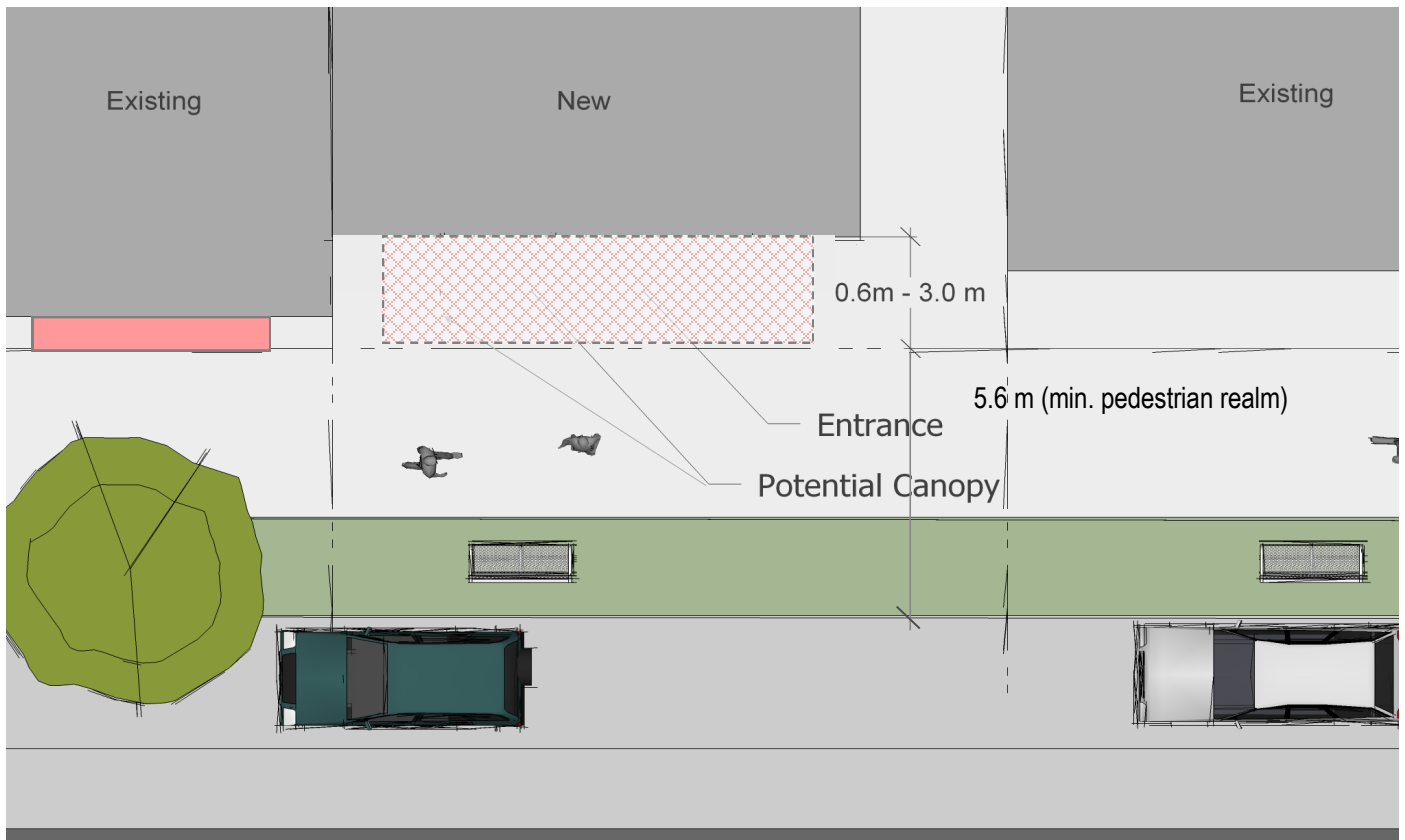 Existing
New
Existing
0.6m - 3.0 m
5.6 m (min. pedestrian realm)
Entrance
Potential Canopy